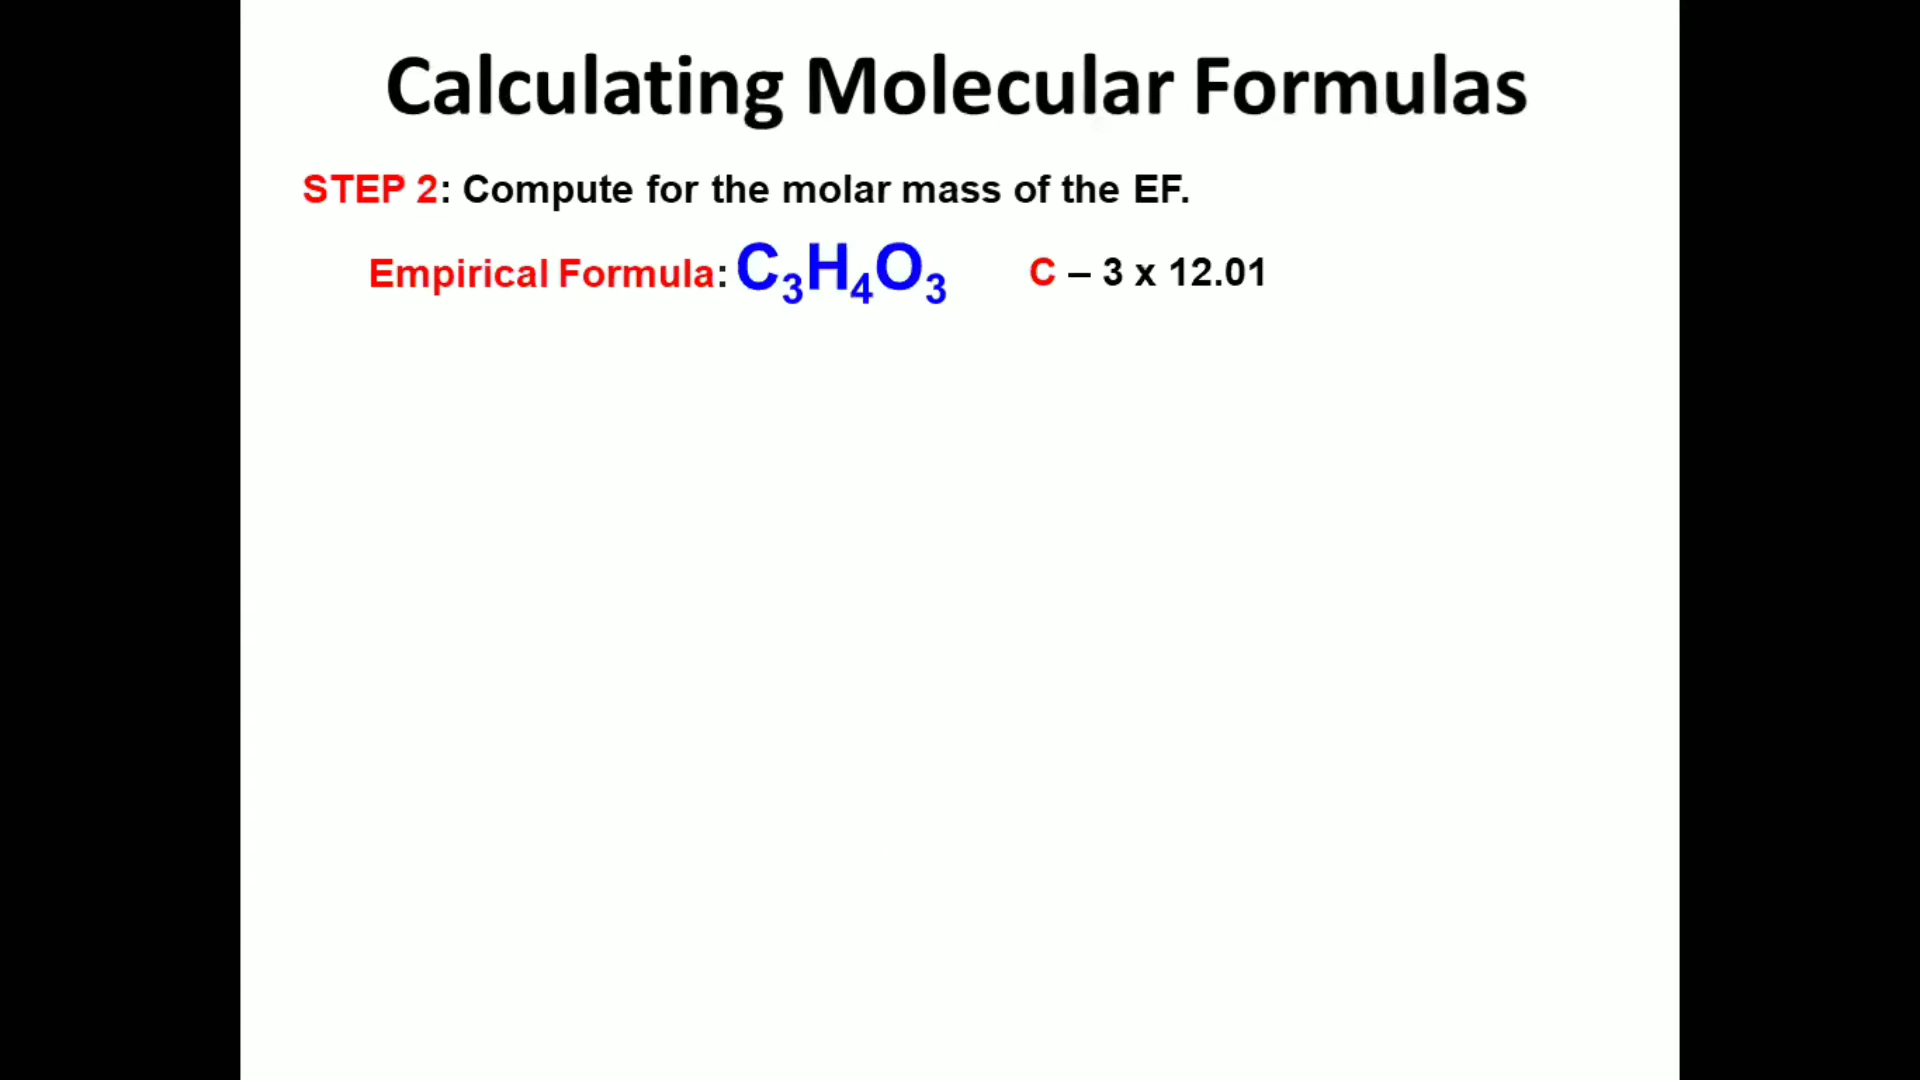 Calculating Molecular Formulas
STEP 2: Compute for the molar mass of the EF.
Empirical Formula: C₃H₄O₃ C – 3 x 12.01